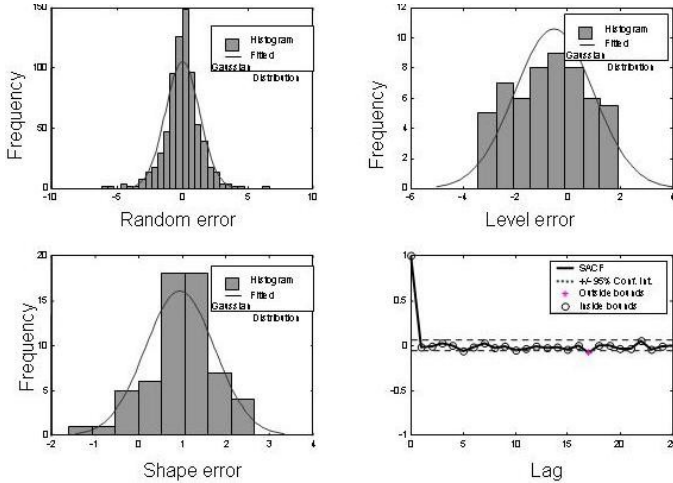 150
100
50
0
Frequency
-10
-5
0
5
10
Random error
Histogram
Fitted
Gaussian
Distribution
12
10
8
6
4
2
0
Frequency
-6
-4
-2
0
2
4
Level error
Histogram
Fitted
Gaussian
Distribution
20
15
10
5
0
Frequency
-2
-1
0
1
2
3
4
Shape error
Histogram
Fitted
Gaussian
Distribution
1
0.5
0
-0.5
-1
0
5
10
15
20
25
Lag
SACF
+/-95% Conf. Int.
Outside bounds
Inside bounds